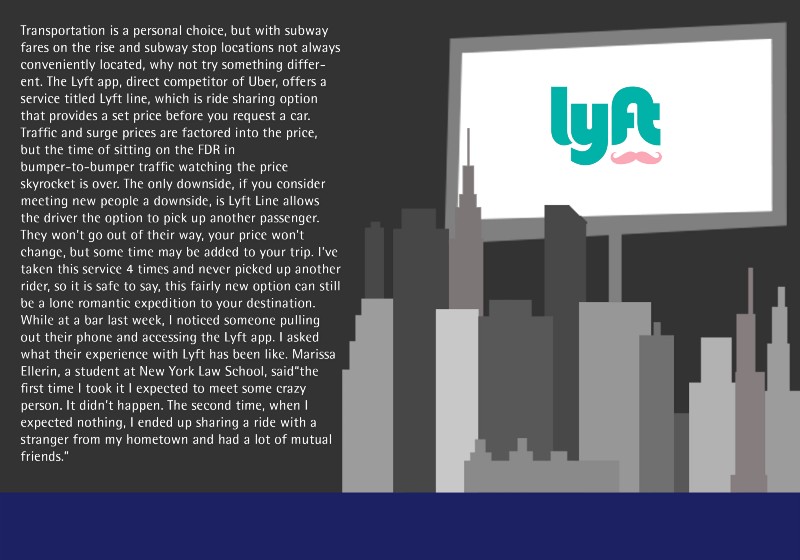 Transportation is a personal choice, but with subway
fares on the rise and subway stop locations not always
conveniently located, why not try something differ-
ent. The Lyft app, direct competitor of Uber, offers a
service titled Lyft line, which is ride sharing option
that provides a set price before you request a car.
Traffic and surge prices are factored into the price,
but the time of sitting on the FDR in
bumper-to-bumper traffic watching the price
skyrocket is over. The only downside, if you consider
meeting new people a downside, is Lyft Line allows
the driver the option to pick up another passenger.
They won't go out of their way, your price won't
change, but some time may be added to your trip. I've
taken this service 4 times and never picked up another
rider, so it is safe to say, this fairly new option can still
be a lone romantic expedition to your destination.
While at a bar last week, I noticed someone pulling
out their phone and accessing the Lyft app. I asked
what their experience with Lyft has been like. Marissa
Ellerin, a student at New York Law School, said"the
first time I took it I expected to meet some crazy
person. It didn't happen. The second time, when I
expected nothing, I ended up sharing a ride with a
stranger from my hometown and had a lot of mutual
friends."
lyft